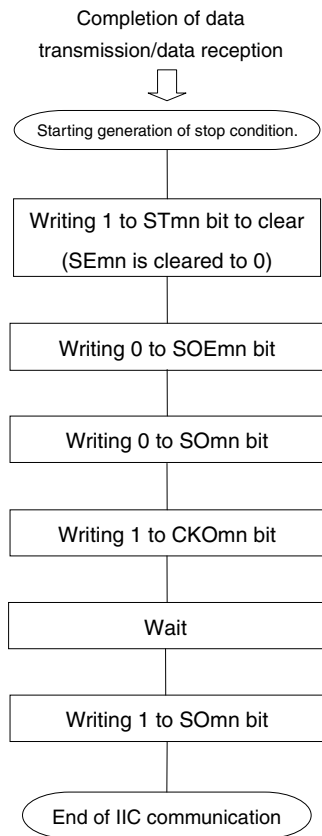 Completion of data
transmission/data reception
Starting generation of stop condition.
Writing 1 to STmn bit to clear
(SEmn is cleared to 0)
Writing 0 to SOEmn bit
Writing 0 to SOmn bit
Writing 1 to CKOmn bit
Wait
Writing 1 to SOmn bit
End of IIC communication